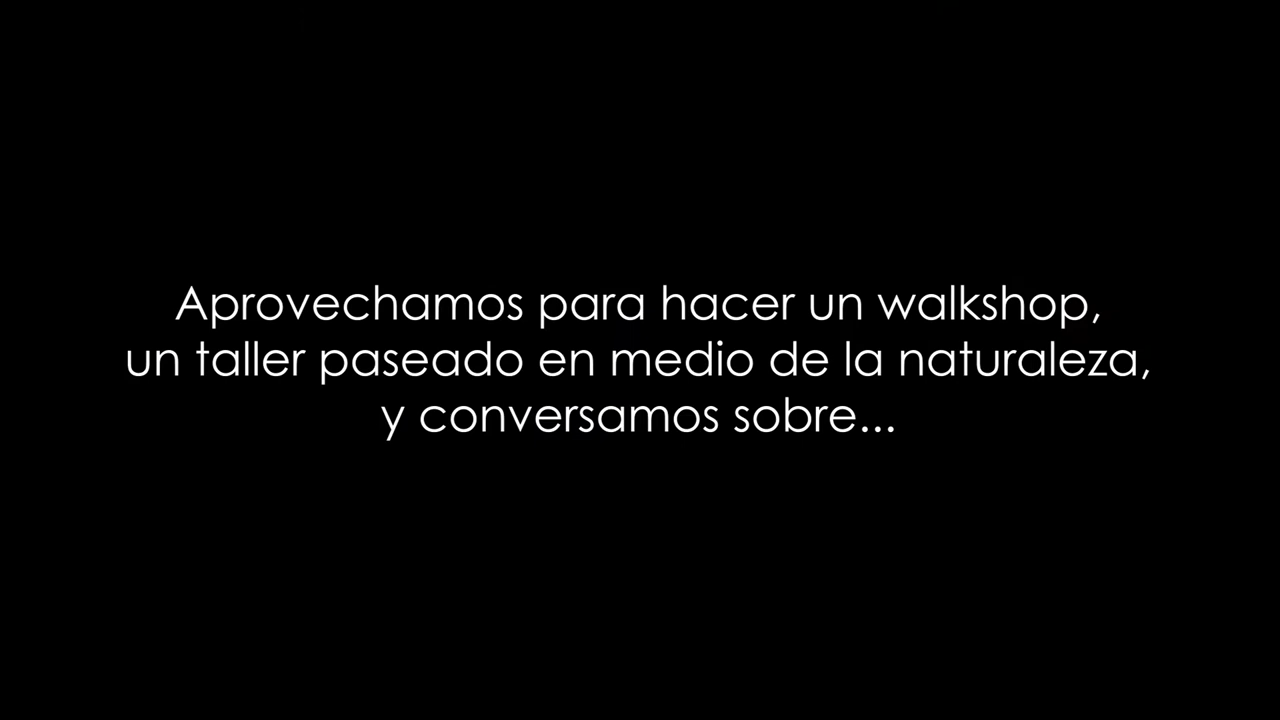 Aprovechamos para hacer un walkshop,
un taller paseado en medio de la naturaleza,
y conversamos sobre...